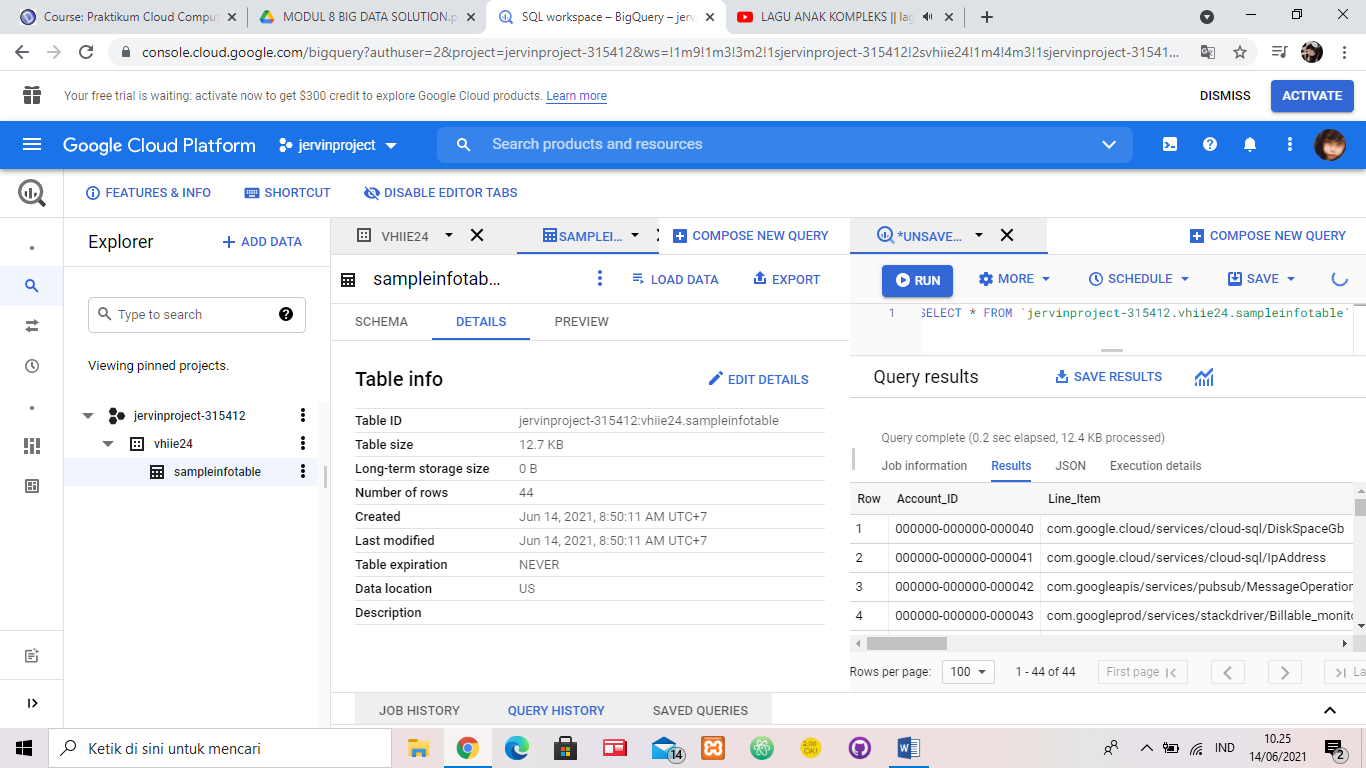 Course: Praktikum Cloud Comput
MODUL 8 BIG DATA SOLUTION.p
SQL workspace – BigQuery – jerv
LAGU ANAK KOMPLEKS || lag
console.cloud.google.com/bigquery?authuser=2&project=jervinproject-315412&ws=!1m9!1m3!3m2!1sjervinproject-315412!2svhiie24!1m4!4m3!1sjervinproject-31541...
Your free trial is waiting: activate now to get $300 credit to explore Google Cloud products. Learn more
DISMISS
ACTIVATE
Google Cloud Platform
jervinproject
Search products and resources
FEATURES & INFO
SHORTCUT
DISABLE EDITOR TABS
Explorer
+ ADD DATA
Type to search
Viewing pinned projects.
jervinproject-315412
vhiie24
sampleinfotable
VHIIE24
SAMPLEI...
COMPOSE NEW QUERY
sampleinfotab...
LOAD DATA
EXPORT
SCHEMA
DETAILS
PREVIEW
Table info
EDIT DETAILS
Table ID jervinproject-315412:vhiie24.sampleinfotable
Table size 12.7 KB
Long-term storage size 0 B
Number of rows 44
Created Jun 14, 2021, 8:50:11 AM UTC+7
Last modified Jun 14, 2021, 8:50:11 AM UTC+7
Table expiration NEVER
Data location US
Description
*UNSAVE...
COMPOSE NEW QUERY
RUN
MORE
SCHEDULE
SAVE
1 SELECT * FROM `jervinproject-315412.vhiie24.sampleinfotable`
Query results
SAVE RESULTS
Query complete (0.2 sec elapsed, 12.4 KB processed)
Job information
Results
JSON
Execution details
Row Account_ID Line_Item
1 000000-000000-000040 com.google.cloud/services/cloud-sql/DiskSpaceGb
2 000000-000000-000041 com.google.cloud/services/cloud-sql/IpAddress
3 000000-000000-000042 com.googleapis/services/pubsub/MessageOperation
4 000000-000000-000043 com.googleprod/services/stackdriver/Billable_monito
Rows per page: 100 1 - 44 of 44 First page La
JOB HISTORY
QUERY HISTORY
SAVED QUERIES
Ketik di sini untuk mencari
14
IND
10.25
14/06/2021
2